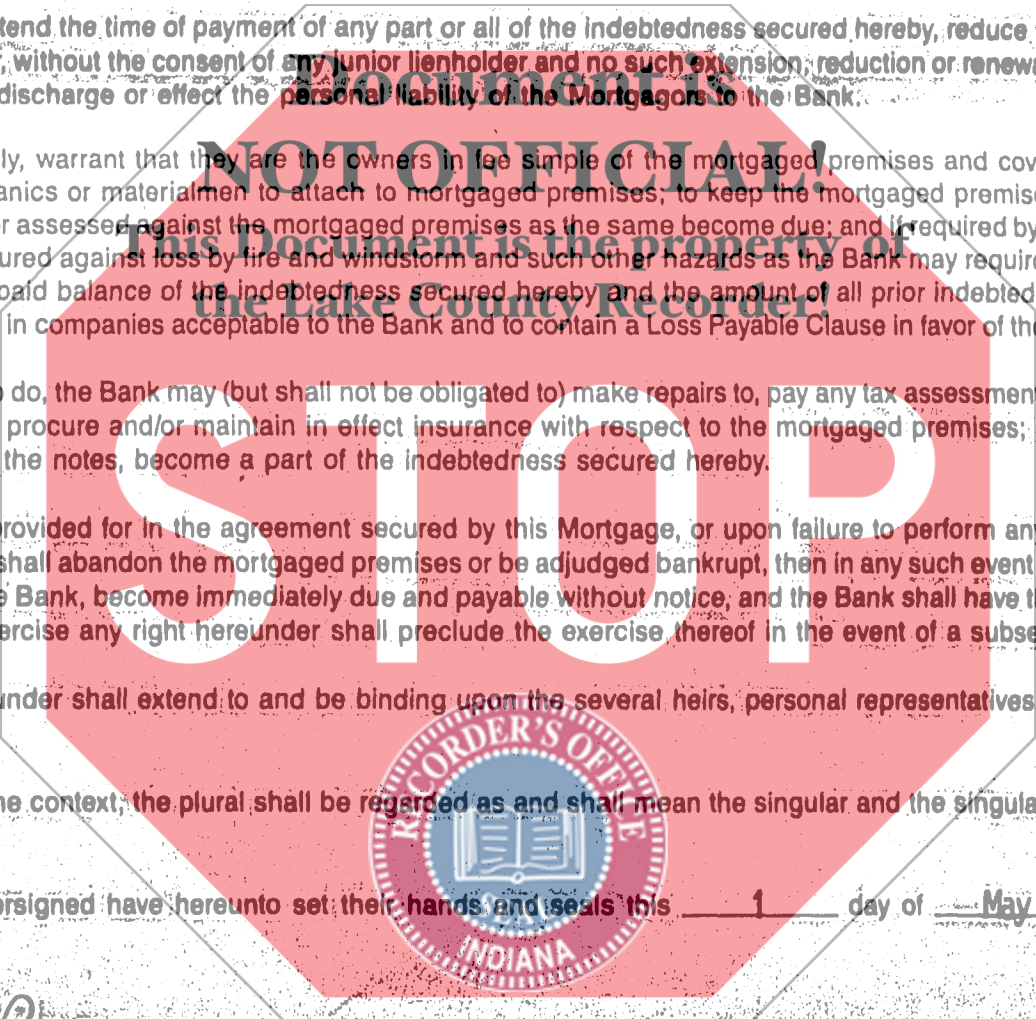 tend the time of payment of any part or all of the indebtedness secured hereby, reduce
, without the consent of any junior lienholder and no such extension, reduction or renewa
discharge or effect the personal liability of the Mortgagors to the Bank.
Document is
ly, warrant that they are the owners in fee simple of the mortgaged premises and cov
NOT OFFICIAL!
anics or materialmen to attach to mortgaged premises; to keep the mortgaged premise
r assessed against the mortgaged premises as the same become due; and if required by
This Document is the property of
ured against loss by fire and windstorm and such other hazards as the Bank may require
paid balance of the indebtedness secured hereby and the amount of all prior indebted
the Lake County Recorder!
in companies acceptable to the Bank and to contain a Loss Payable Clause in favor of the
o do, the Bank may (but shall not be obligated to) make repairs to, pay any tax assessment
procure and/or maintain in effect insurance with respect to the mortgaged premises;
the notes, become a part of the indebtedness secured hereby.
STOP
provided for in the agreement secured by this Mortgage, or upon failure to perform an
shall abandon the mortgaged premises or be adjudged bankrupt, then in any such event
e Bank, become immediately due and payable without notice, and the Bank shall have t
ercise any right hereunder shall preclude the exercise thereof in the event of a subse
under shall extend to and be binding upon the several heirs, personal representatives
RECORDER'S OFFICE
he context, the plural shall be regarded as and shall mean the singular and the singula
ersigned have hereunto set their hands and seals this 1 day of May
SEAL
INDIANA